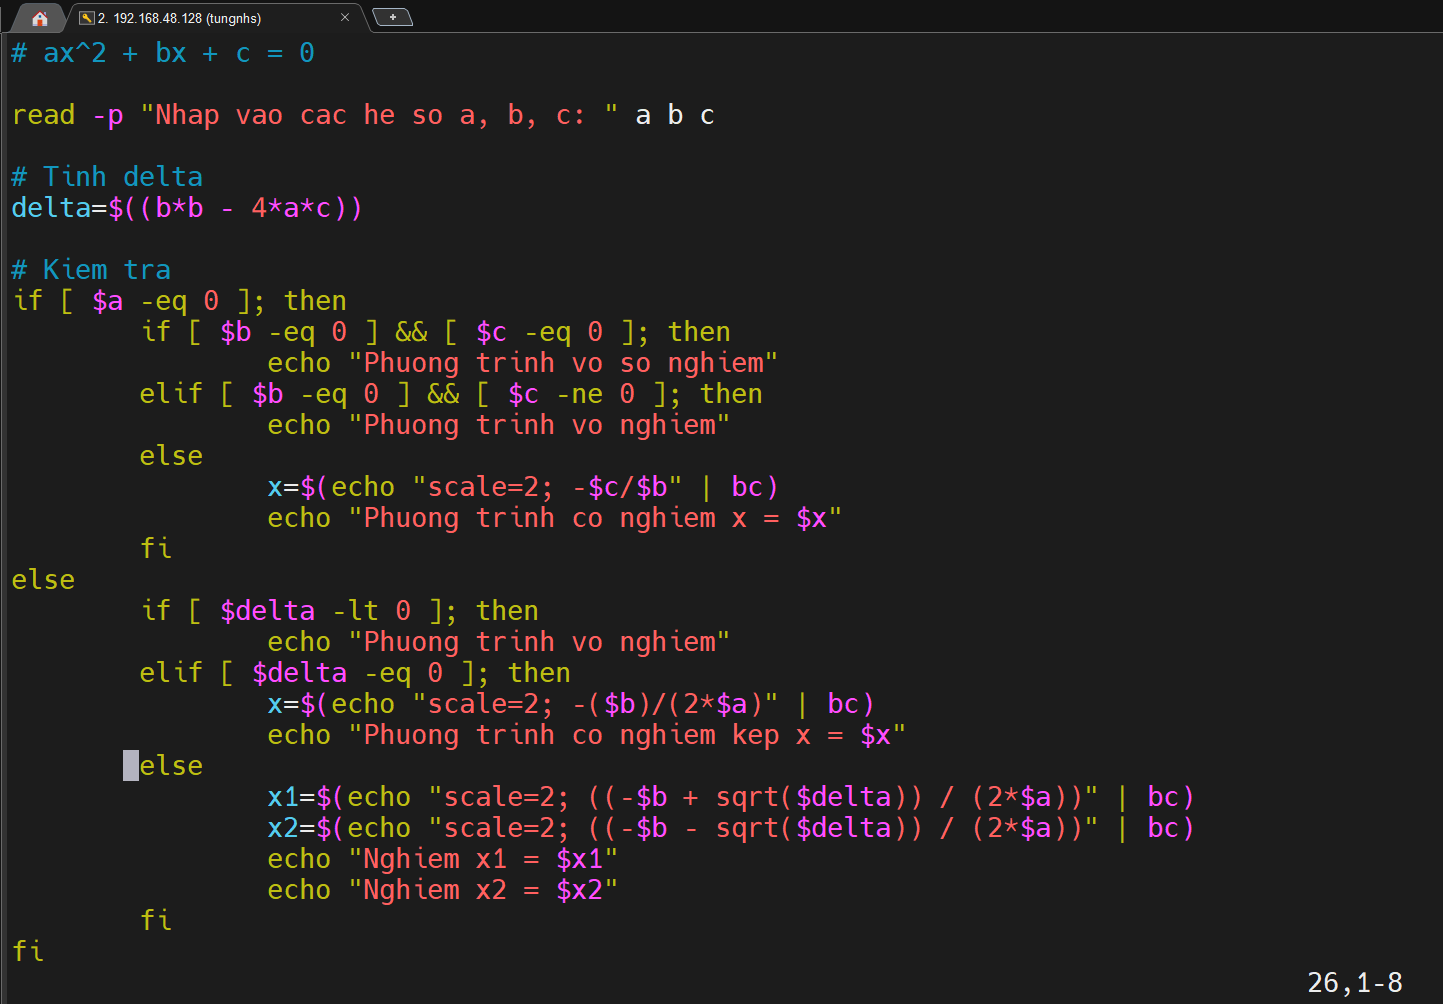 2. 192.168.48.128 (tungnhs)
# ax^2 + bx + c = 0
read -p "Nhap vao cac he so a, b, c: " a b c
# Tinh delta
delta=$((b*b - 4*a*c))
# Kiem tra
if [ $a -eq 0 ]; then
        if [ $b -eq 0 ] && [ $c -eq 0 ]; then
                echo "Phuong trinh vo so nghiem"
        elif [ $b -eq 0 ] && [ $c -ne 0 ]; then
                echo "Phuong trinh vo nghiem"
        else
                x=$(echo "scale=2; -$c/$b" | bc)
                echo "Phuong trinh co nghiem x = $x"
        fi
else
        if [ $delta -lt 0 ]; then
                echo "Phuong trinh vo nghiem"
        elif [ $delta -eq 0 ]; then
                x=$(echo "scale=2; -($b)/(2*$a)" | bc)
                echo "Phuong trinh co nghiem kep x = $x"
        else
                x1=$(echo "scale=2; ((-$b + sqrt($delta)) / (2*$a))" | bc)
                x2=$(echo "scale=2; ((-$b - sqrt($delta)) / (2*$a))" | bc)
                echo "Nghiem x1 = $x1"
                echo "Nghiem x2 = $x2"
        fi
fi
26,1-8